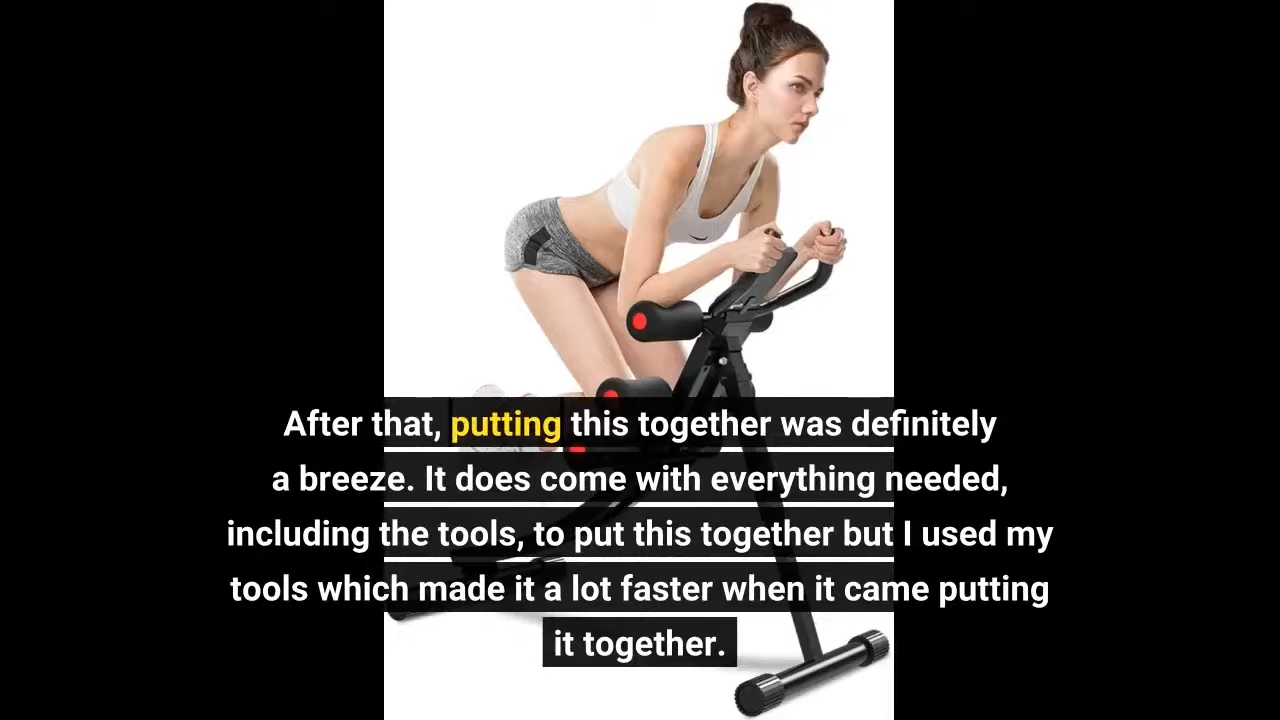 After that, putting this together was definitely
a breeze. It does come with everything needed,
including the tools, to put this together but I used my
tools which made it a lot faster when it came putting
it together.